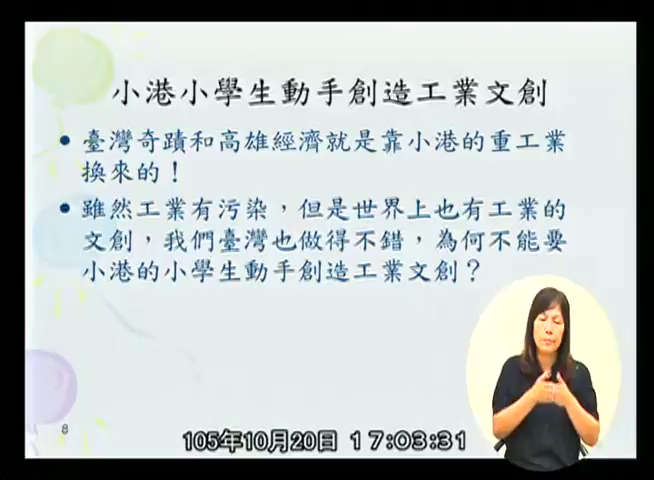 小港小學生動手創造工業文創
• 臺灣奇蹟和高雄經濟就是靠小港的重工業
換來的！
• 雖然工業有污染，但是世界上也有工業的
文創，我們臺灣也做得不錯，為何不能要
小港的小學生動手創造工業文創？
8
105年10月20日 17:03:31